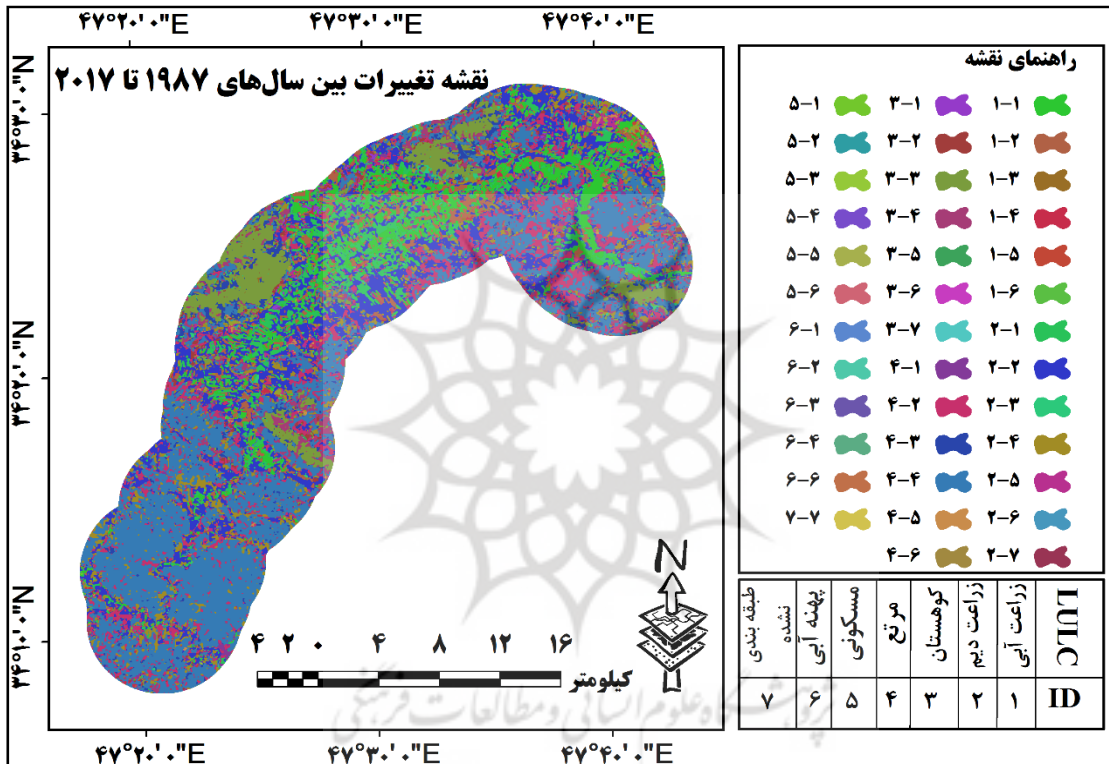 ۴۷°۲۰'۰"E ۴۷°۳۰'۰"E ۴۷°۴۰'۰"E
نقشه تغییرات بین سال‌های ۱۹۸۷ تا ۲۰۱۷
۳۴°۳۰'۰"N
۳۴°۲۰'۰"N
۳۴°۱۰'۰"N
N
۴ ۲ ۰ ۴ ۸ ۱۲ ۱۶
کیلومتر
۴۷°۲۰'۰"E ۴۷°۳۰'۰"E ۴۷°۴۰'۰"E
راهنمای نقشه
۱-۱ ۳-۱ ۵-۱
۱-۲ ۳-۲ ۵-۲
۱-۳ ۳-۳ ۵-۳
۱-۴ ۳-۴ ۵-۴
۱-۵ ۳-۵ ۵-۵
۱-۶ ۳-۶ ۵-۶
۲-۱ ۳-۷ ۶-۱
۲-۲ ۴-۱ ۶-۲
۲-۳ ۴-۲ ۶-۳
۲-۴ ۴-۳ ۶-۴
۲-۵ ۴-۴ ۶-۶
۲-۶ ۴-۵ ۷-۷
۲-۷ ۴-۶
LULC زراعت آبی زراعت دیم کوهستان مرتع مسکونی پهنه آبی طبقه بندی نشده
ID ۱ ۲ ۳ ۴ ۵ ۶ ۷
پژوهشگاه علوم انسانی و مطالعات فرهنگی